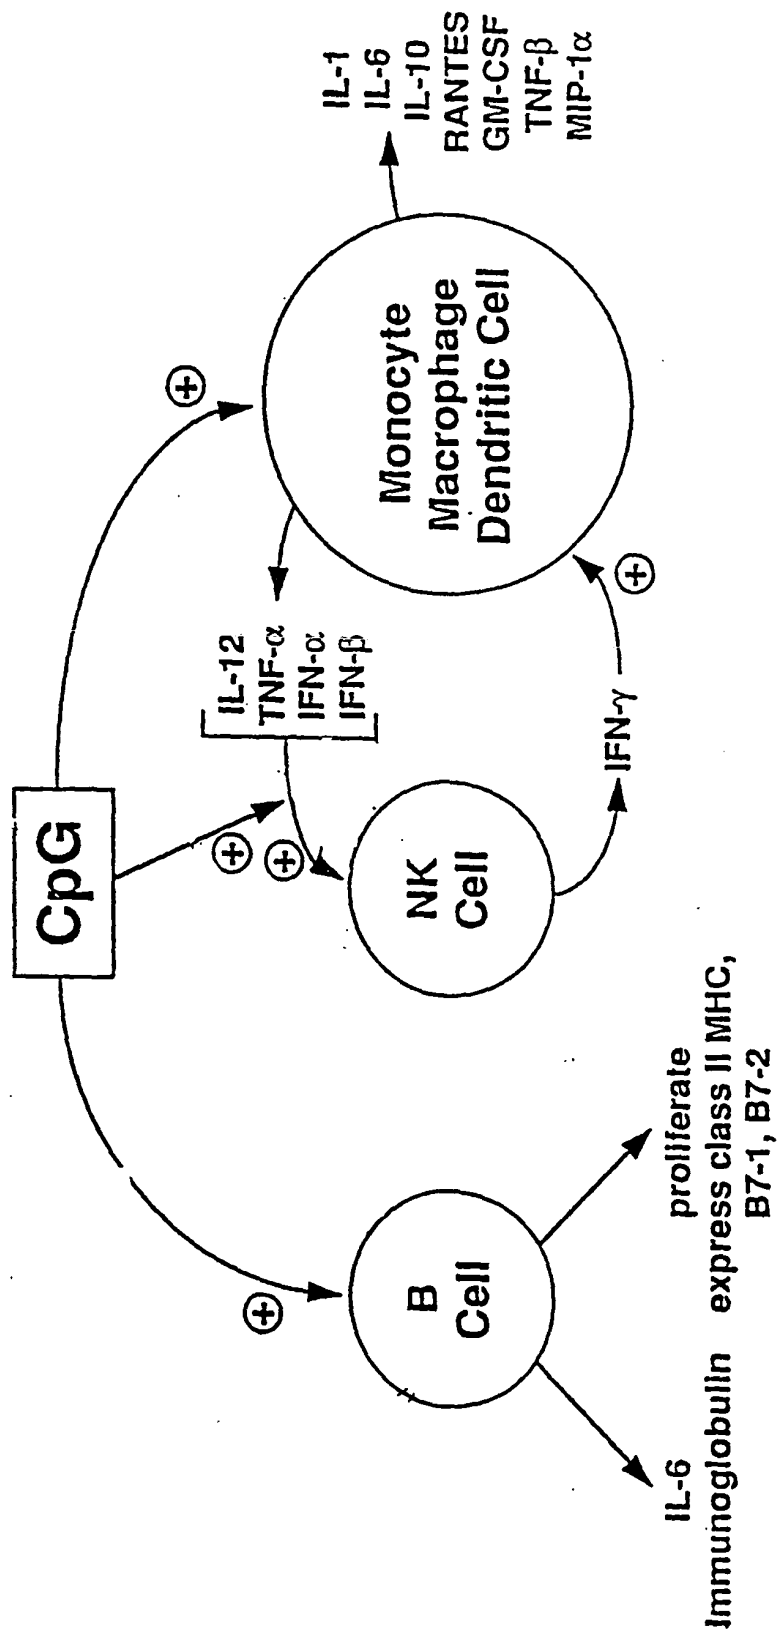 CpG
+
+
+
+
IL-12
TNF-α
IFN-α
IFN-β
B
Cell
NK
Cell
Monocyte
Macrophage
Dendritic Cell
IL-1
IL-6
IL-10
RANTES
GM-CSF
TNF-β
MIP-1α
IFN-γ
+
IL-6
Immunoglobulin
proliferate
express class II MHC,
B7-1, B7-2